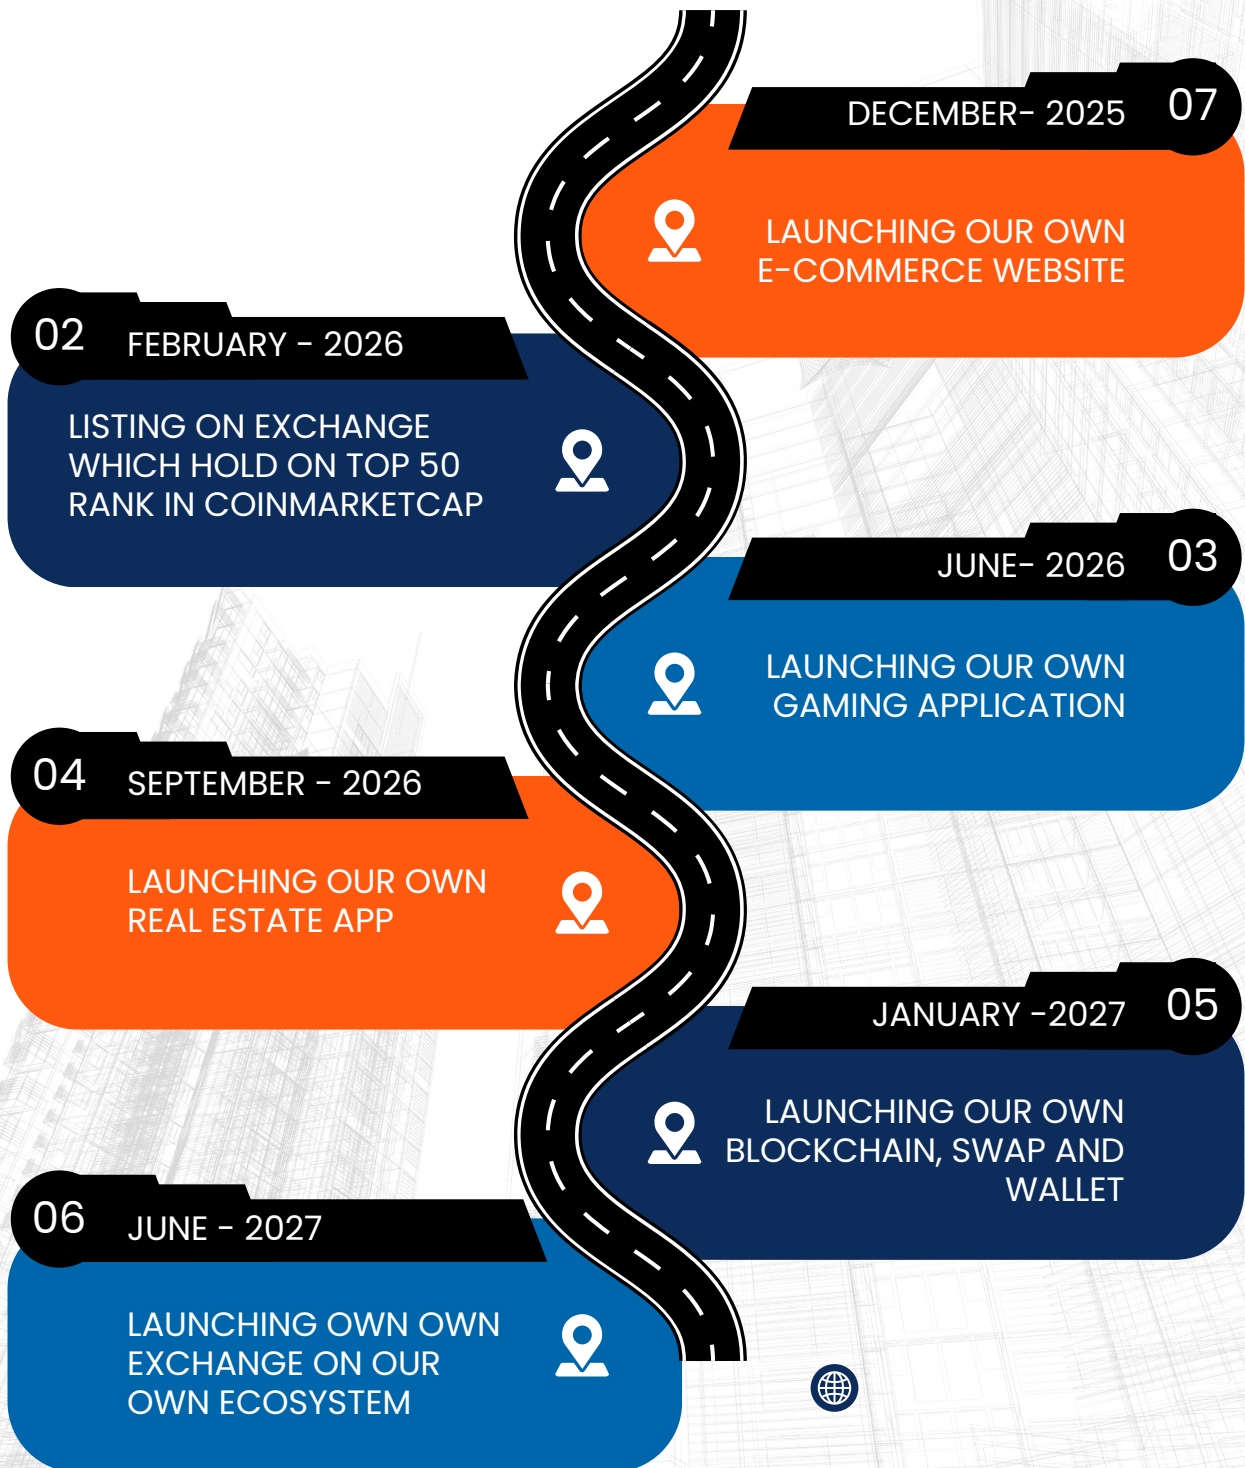 DECEMBER- 2025 07
LAUNCHING OUR OWN
E-COMMERCE WEBSITE
02 FEBRUARY - 2026
LISTING ON EXCHANGE
WHICH HOLD ON TOP 50
RANK IN COINMARKETCAP
JUNE- 2026 03
LAUNCHING OUR OWN
GAMING APPLICATION
04 SEPTEMBER - 2026
LAUNCHING OUR OWN
REAL ESTATE APP
JANUARY -2027 05
LAUNCHING OUR OWN
BLOCKCHAIN, SWAP AND
WALLET
06 JUNE - 2027
LAUNCHING OWN OWN
EXCHANGE ON OUR
OWN ECOSYSTEM